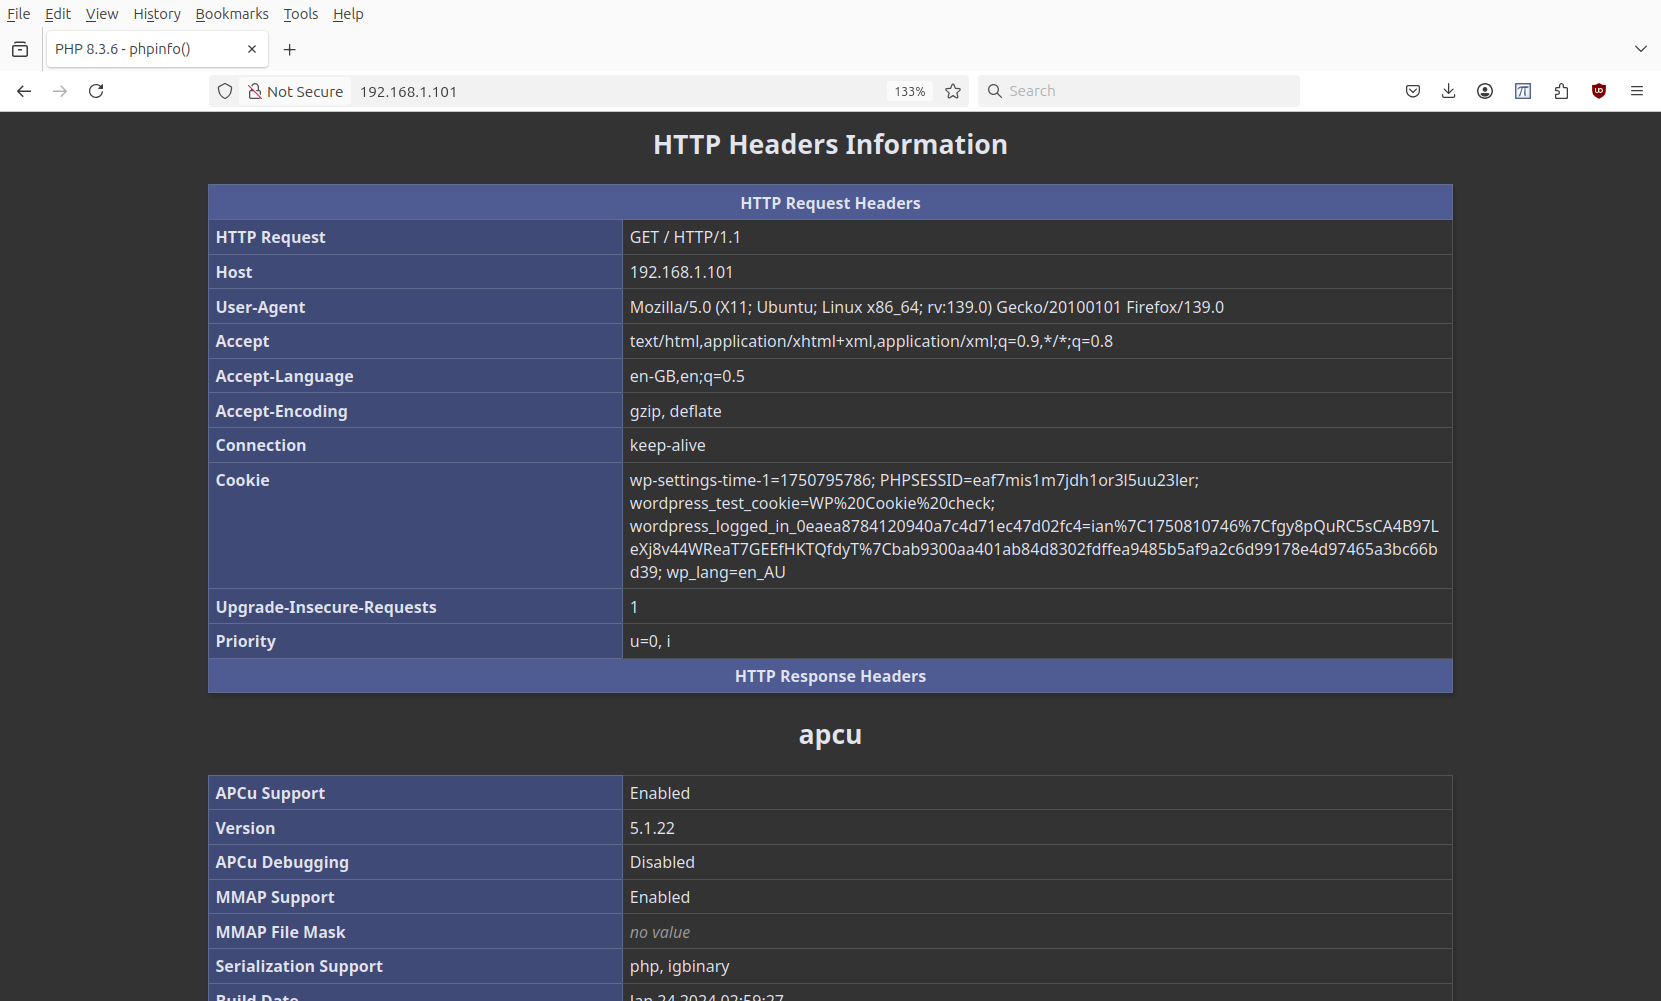 File Edit View History Bookmarks Tools Help
PHP 8.3.6 - phpinfo()
Not Secure 192.168.1.101 133% Search
HTTP Headers Information
HTTP Request Headers
HTTP Request GET / HTTP/1.1
Host 192.168.1.101
User-Agent Mozilla/5.0 (X11; Ubuntu; Linux x86_64; rv:139.0) Gecko/20100101 Firefox/139.0
Accept text/html,application/xhtml+xml,application/xml;q=0.9,*/*;q=0.8
Accept-Language en-GB,en;q=0.5
Accept-Encoding gzip, deflate
Connection keep-alive
Cookie wp-settings-time-1=1750795786; PHPSESSID=eaf7mis1m7jdh1or3l5uu23ler;
wordpress_test_cookie=WP%20Cookie%20check;
wordpress_logged_in_0eaea8784120940a7c4d71ec47d02fc4=ian%7C1750810746%7Cfgy8pQuRC5sCA4B97L
eXj8v44WReaT7GEEfHKTQfdyT%7Cbab9300aa401ab84d8302fdffea9485b5af9a2c6d99178e4d97465a3bc66b
d39; wp_lang=en_AU
Upgrade-Insecure-Requests 1
Priority u=0, i
HTTP Response Headers
apcu
APCu Support Enabled
Version 5.1.22
APCu Debugging Disabled
MMAP Support Enabled
MMAP File Mask no value
Serialization Support php, igbinary
Build Date Jan 24 2024 02:59:27